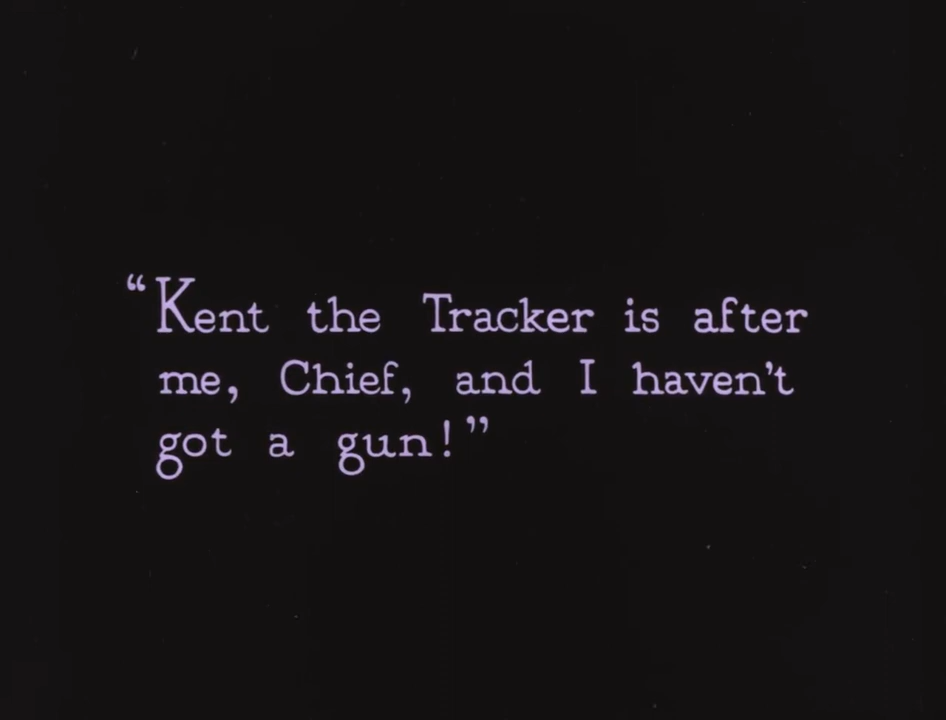 “Kent the Tracker is after
me, Chief, and I haven’t
got a gun!”